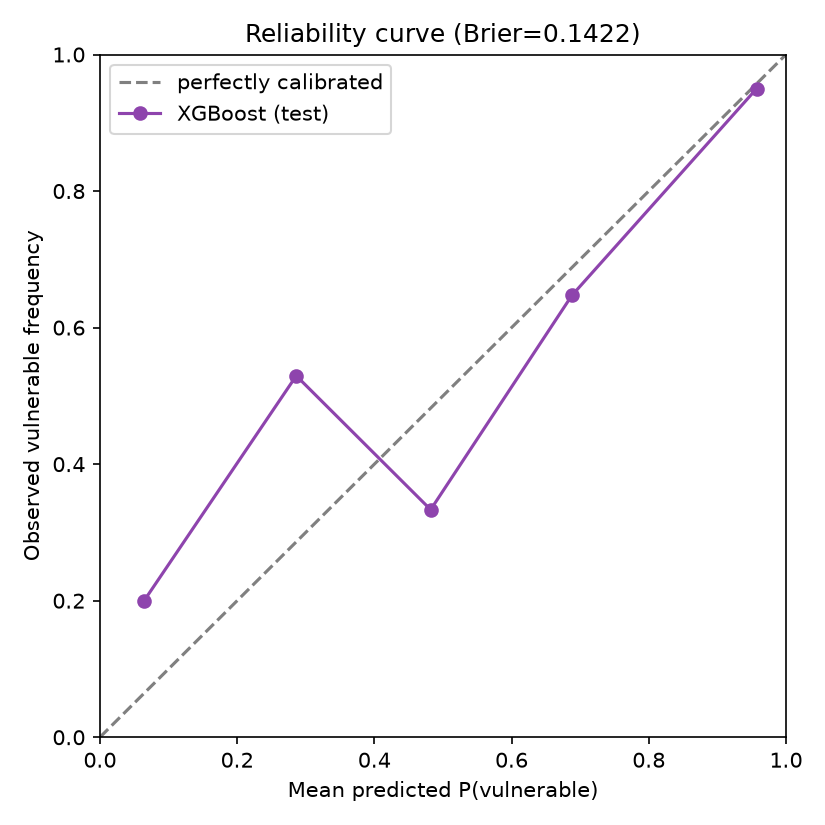 Reliability curve (Brier=0.1422)
perfectly calibrated
XGBoost (test)
Observed vulnerable frequency
1.0
0.8
0.6
0.4
0.2
0.0
0.0 0.2 0.4 0.6 0.8 1.0
Mean predicted P(vulnerable)